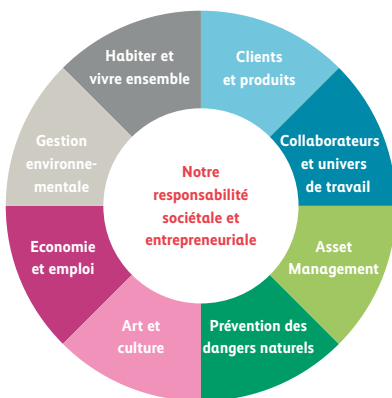 Habiter et
vivre ensemble
Clients
et produits
Collaborateurs
et univers
de travail
Asset
Management
Prévention des
dangers naturels
Art et
culture
Economie
et emploi
Gestion
environne-
mentale
Notre
responsabilité
sociétale et
entrepreneuriale